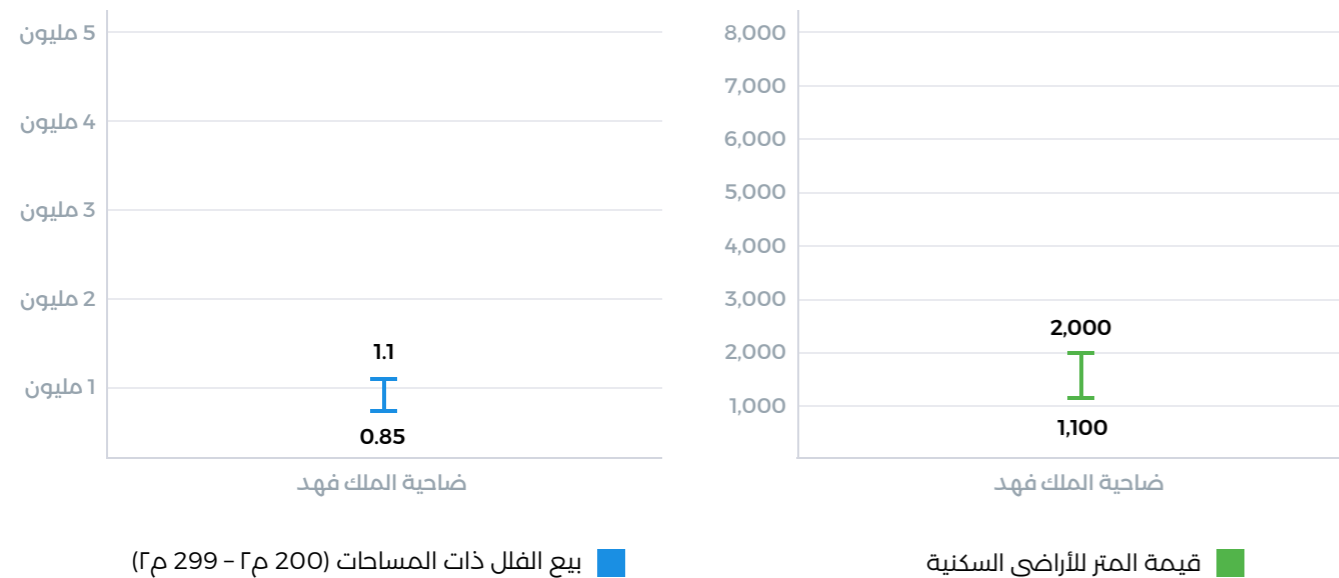 8,000
7,000
6,000
5,000
4,000
3,000
2,000
1,000
2,000
1,100
ضاحية الملك فهد
قيمة المتر للأراضي السكنية
5 مليون
4 مليون
3 مليون
2 مليون
1 مليون
1.1
0.85
ضاحية الملك فهد
بيع الفلل ذات المساحات (200 م٢ - 299 م٢)